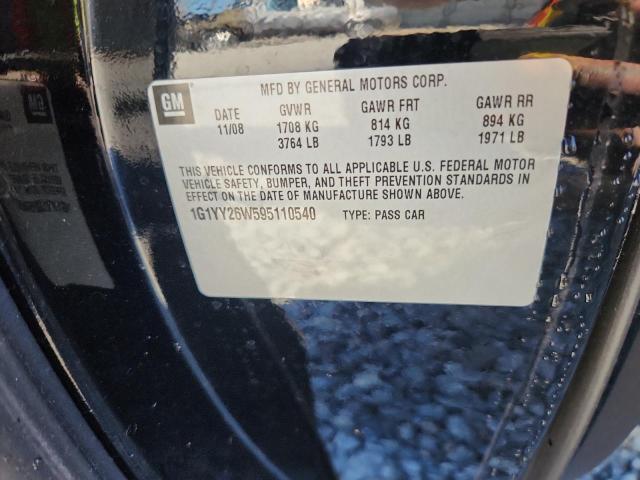 MFD BY GENERAL MOTORS CORP.
GM
DATE GVWR GAWR FRT GAWR RR
11/08 1708 KG 814 KG 894 KG
3764 LB 1793 LB 1971 LB
THIS VEHICLE CONFORMS TO ALL APPLICABLE U.S. FEDERAL MOTOR
VEHICLE SAFETY, BUMPER, AND THEFT PREVENTION STANDARDS IN
EFFECT ON THE DATE OF MANUFACTURE SHOWN ABOVE.
1G1YY26W595110540 TYPE: PASS CAR